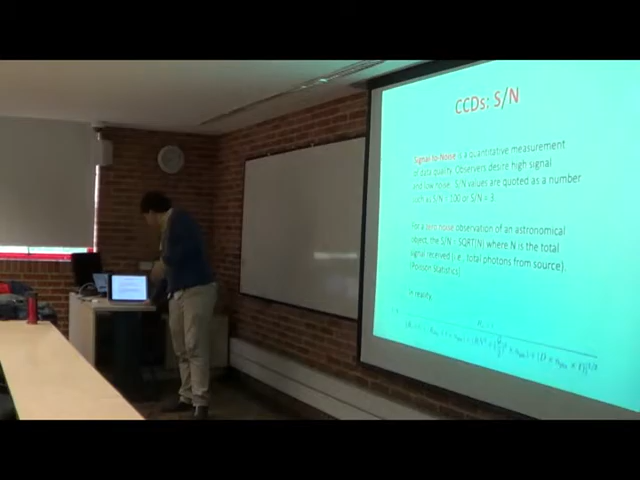 CCDs: S/N
Signal-to-Noise is a quantitative measurement
of data quality. Observers desire high signal
and low noise. S/N values are quoted as a number
such as S/N = 100 or S/N = 3.
For a zero noise observation of an astronomical
object, the S/N = SQRT(N) where N is the total
signal received (i.e., total photons from source).
(Poisson Statistics)
In reality,